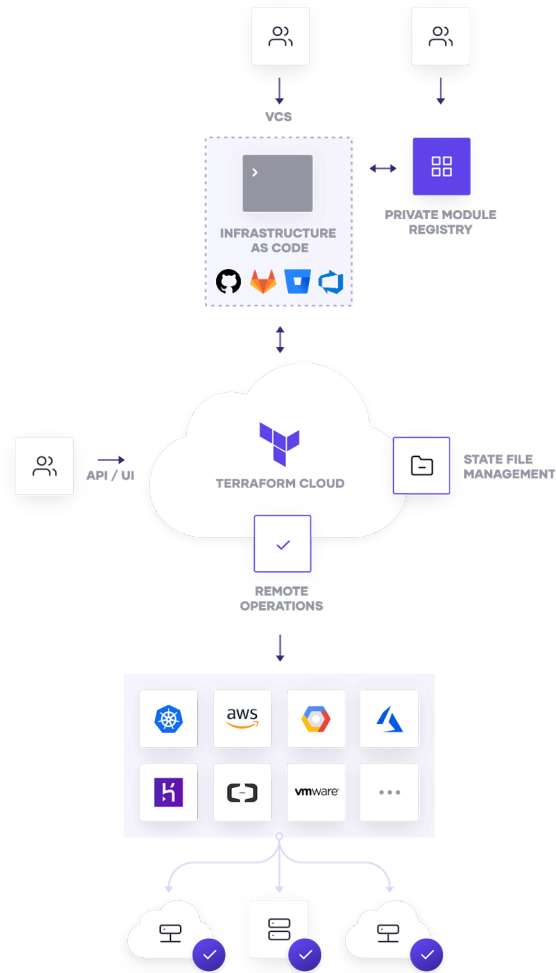 VCS
INFRASTRUCTURE
AS CODE
PRIVATE MODULE
REGISTRY
API / UI
TERRAFORM CLOUD
STATE FILE
MANAGEMENT
REMOTE
OPERATIONS
aws
vmware